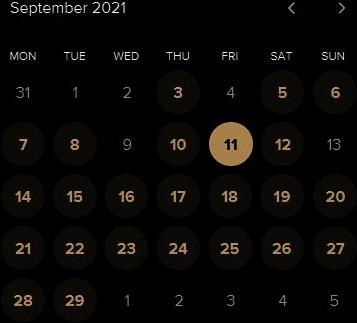 September 2021
MON TUE WED THU FRI SAT SUN
31 1 2 3 4 5 6
7 8 9 10 11 12 13
14 15 16 17 18 19 20
21 22 23 24 25 26 27
28 29 1 2 3 4 5